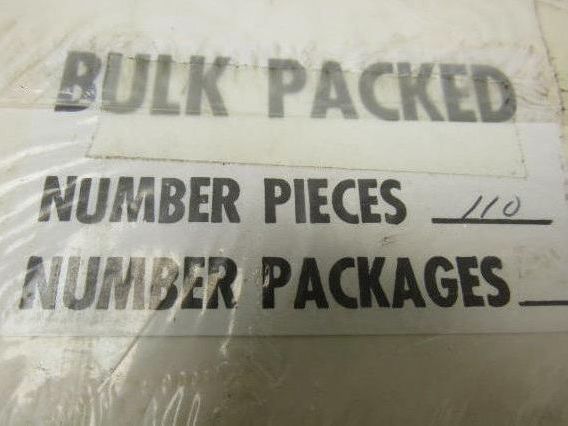 BULK PACKED
NUMBER PIECES 110
NUMBER PACKAGES